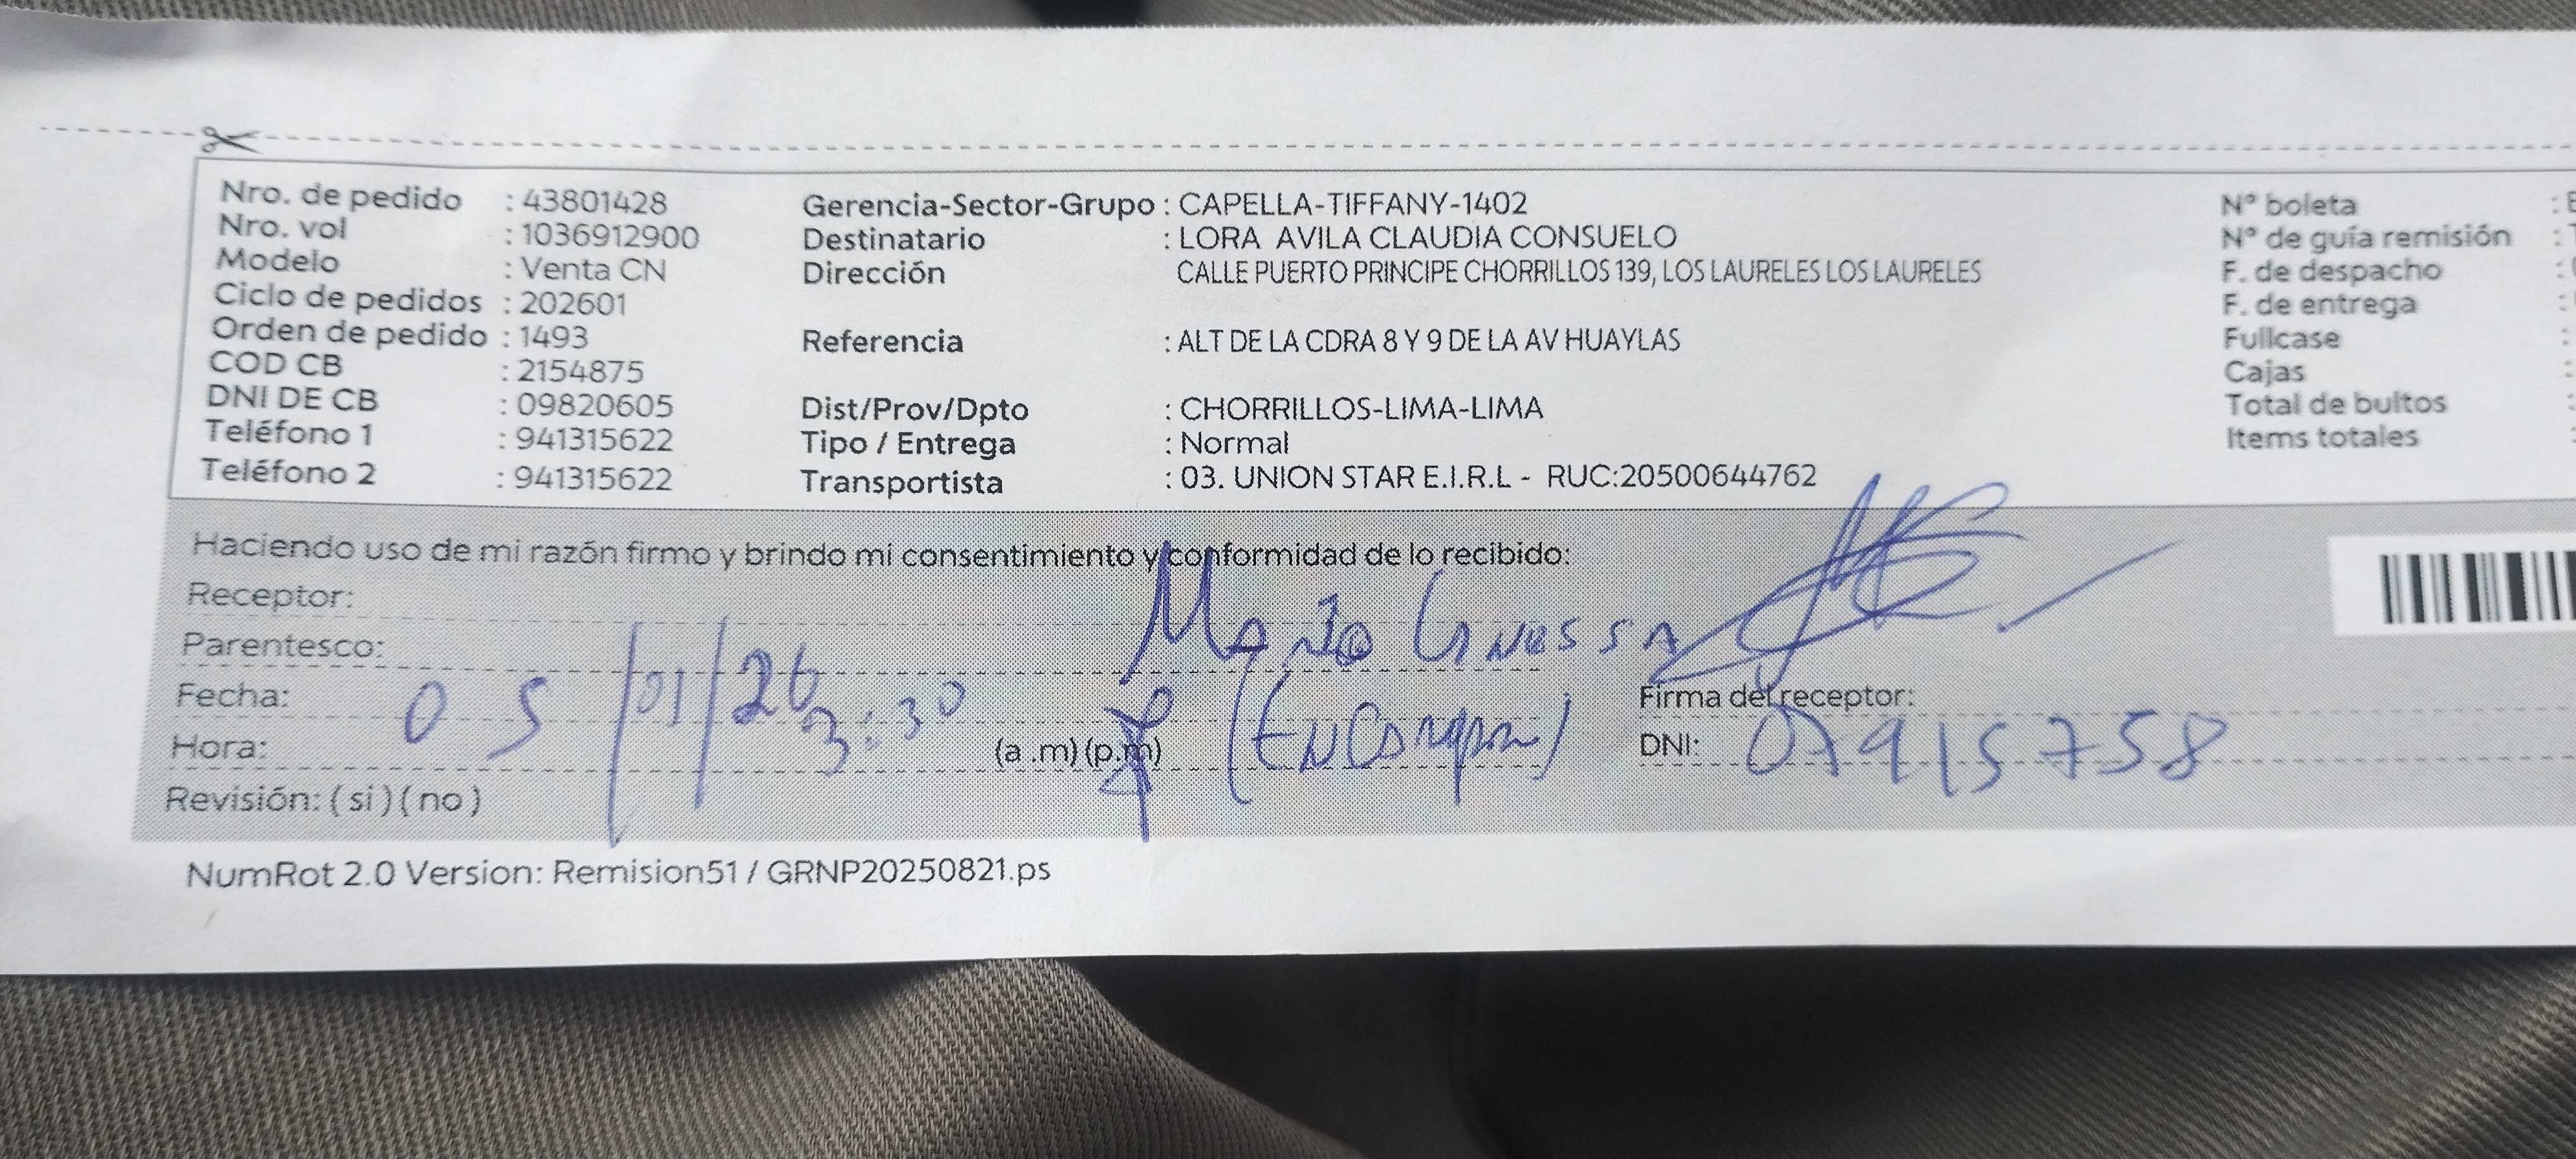 Nro. de pedido : 43801428
Nro. vol : 1036912900
Modelo : Venta CN
Ciclo de pedidos : 202601
Orden de pedido : 1493
COD CB : 2154875
DNI DE CB : 09820605
Teléfono 1 : 941315622
Teléfono 2 : 941315622
Gerencia-Sector-Grupo : CAPELLA-TIFFANY-1402
Destinatario : LORA AVILA CLAUDIA CONSUELO
Dirección CALLE PUERTO PRINCIPE CHORRILLOS 139, LOS LAURELES LOS LAURELES
Referencia : ALT DE LA CDRA 8 Y 9 DE LA AV HUAYLAS
Dist/Prov/Dpto : CHORRILLOS-LIMA-LIMA
Tipo / Entrega : Normal
Transportista : 03. UNION STAR E.I.R.L - RUC:20500644762
N° boleta :
N° de guía remisión :
F. de despacho :
F. de entrega :
Fullcase :
Cajas :
Total de bultos :
Items totales :
Haciendo uso de mi razón firmo y brindo mi consentimiento y conformidad de lo recibido:
Receptor:
Parentesco:
Fecha: 05/01/26
Hora: 3:30 (a .m) (p.m)
Revisión: ( si ) ( no )
Firma del receptor:
DNI: 07915758
NumRot 2.0 Version: Remision51 / GRNP20250821.ps